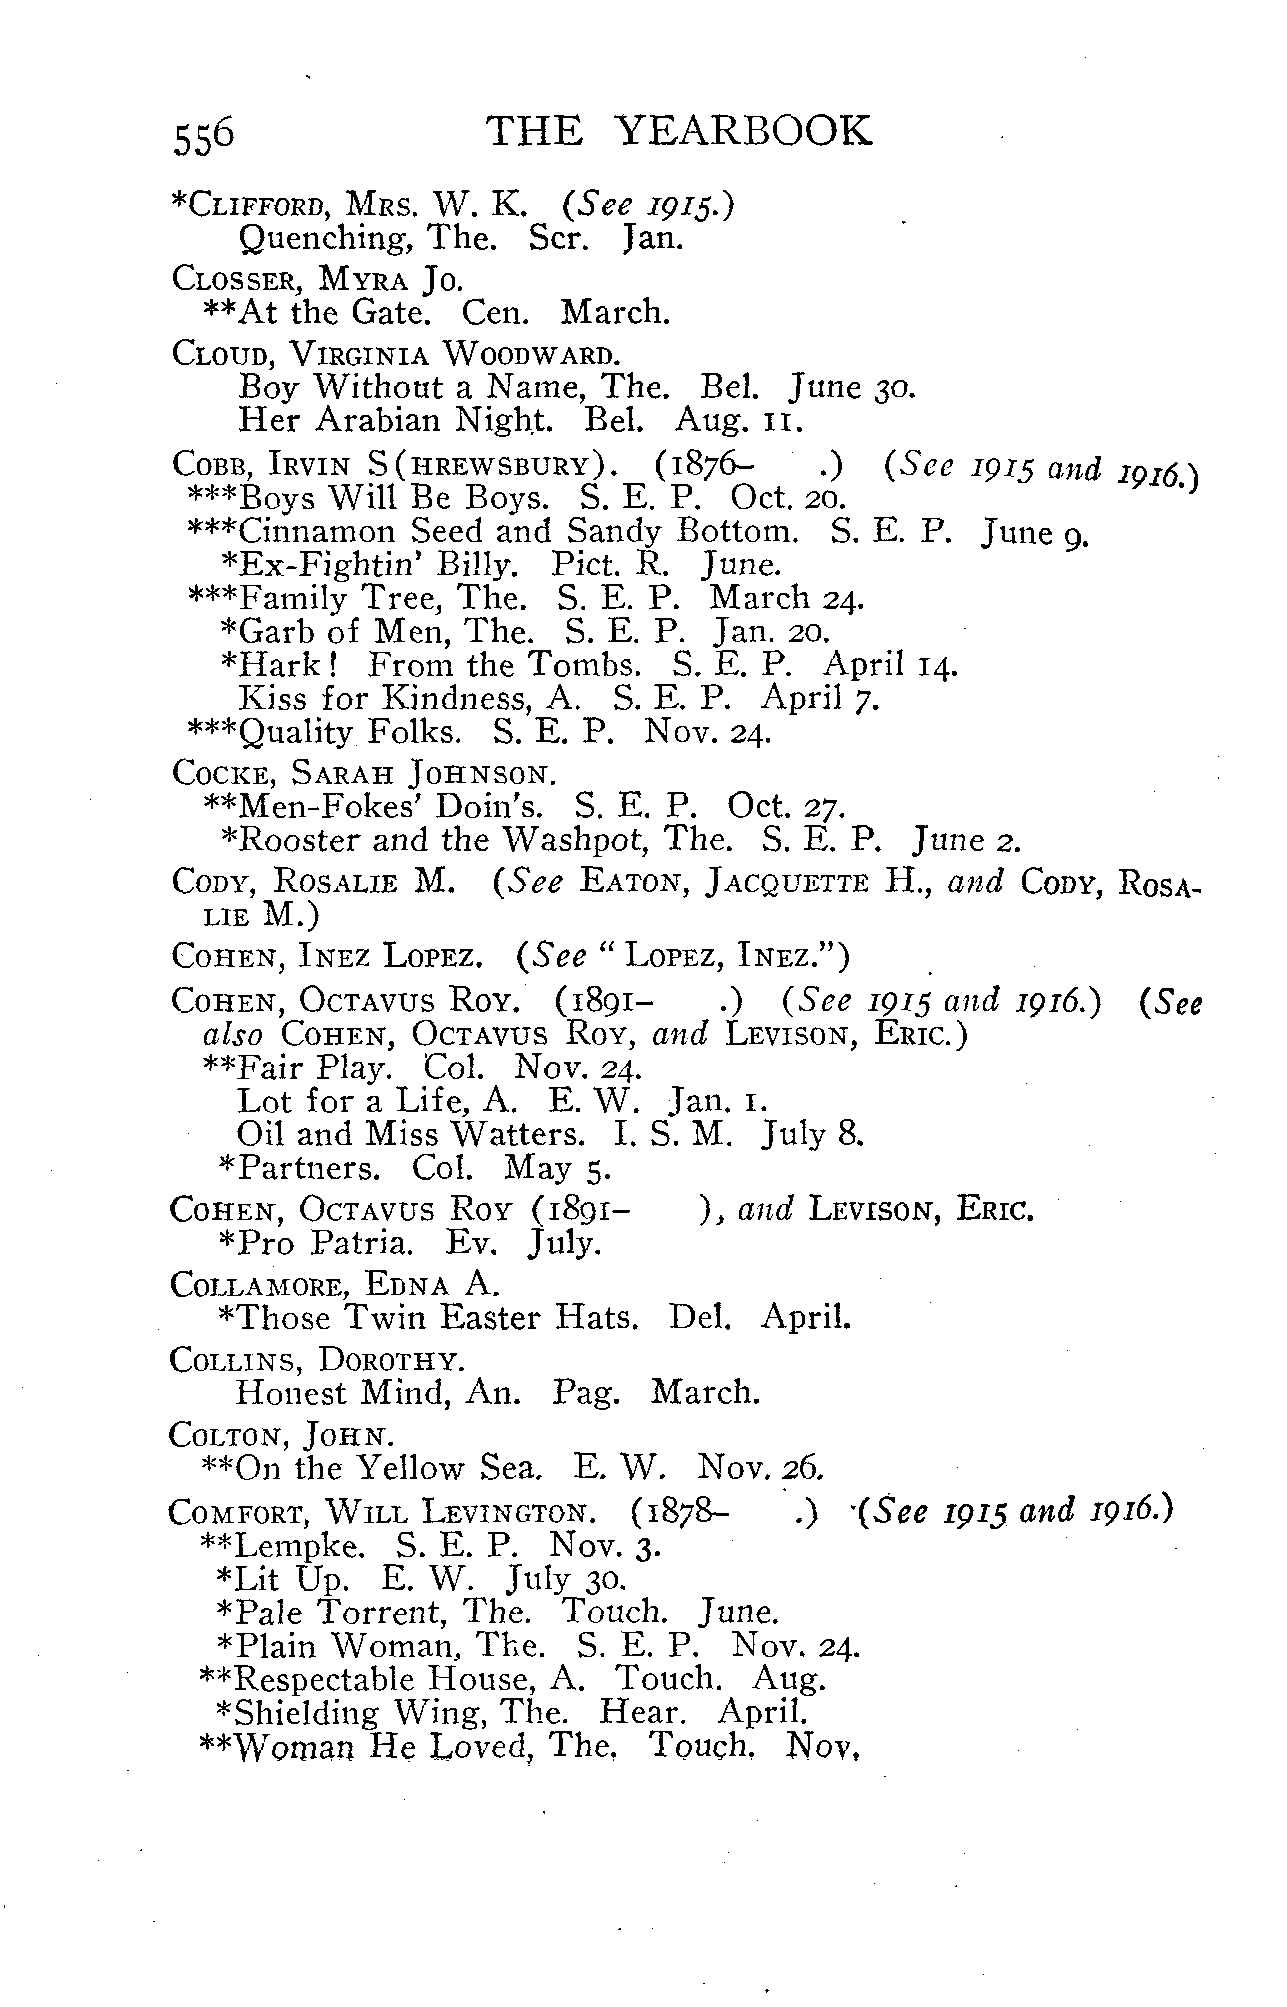 556 THE YEARBOOK
*CLIFFORD, MRS. W. K. (See 1915.)
Quenching, The. Scr. Jan.
CLOSSER, MYRA JO.
**At the Gate. Cen. March.
CLOUD, VIRGINIA WOODWARD.
Boy Without a Name, The. Bel. June 30.
Her Arabian Night. Bel. Aug. 11.
COBB, IRVIN S(HREWSBURY). (1876– .) (See 1915 and 1916.)
***Boys Will Be Boys. S. E. P. Oct. 20.
***Cinnamon Seed and Sandy Bottom. S. E. P. June 9.
*Ex-Fightin' Billy. Pict. R. June.
***Family Tree, The. S. E. P. March 24.
*Garb of Men, The. S. E. P. Jan. 20.
*Hark! From the Tombs. S. E. P. April 14.
Kiss for Kindness, A. S. E. P. April 7.
***Quality Folks. S. E. P. Nov. 24.
COCKE, SARAH JOHNSON.
**Men-Fokes' Doin's. S. E. P. Oct. 27.
*Rooster and the Washpot, The. S. E. P. June 2.
CODY, ROSALIE M. (See EATON, JACQUETTE H., and CODY, ROSA-
LIE M.)
COHEN, INEZ LOPEZ. (See "LOPEZ, INEZ.")
COHEN, OCTAVUS ROY. (1891– .) (See 1915 and 1916.) (See
also COHEN, OCTAVUS ROY, and LEVISON, ERIC.)
**Fair Play. Col. Nov. 24.
Lot for a Life, A. E. W. Jan. 1.
Oil and Miss Watters. I. S. M. July 8.
*Partners. Col. May 5.
COHEN, OCTAVUS ROY (1891– ), and LEVISON, ERIC.
*Pro Patria. Ev. July.
COLLAMORE, EDNA A.
*Those Twin Easter Hats. Del. April.
COLLINS, DOROTHY.
Honest Mind, An. Pag. March.
COLTON, JOHN.
**On the Yellow Sea. E. W. Nov. 26.
COMFORT, WILL LEVINGTON. (1878– .) (See 1915 and 1916.)
**Lempke. S. E. P. Nov. 3.
*Lit Up. E. W. July 30.
*Pale Torrent, The. Touch. June.
*Plain Woman, The. S. E. P. Nov. 24.
**Respectable House, A. Touch. Aug.
*Shielding Wing, The. Hear. April.
**Woman He Loved, The. Touch. Nov.